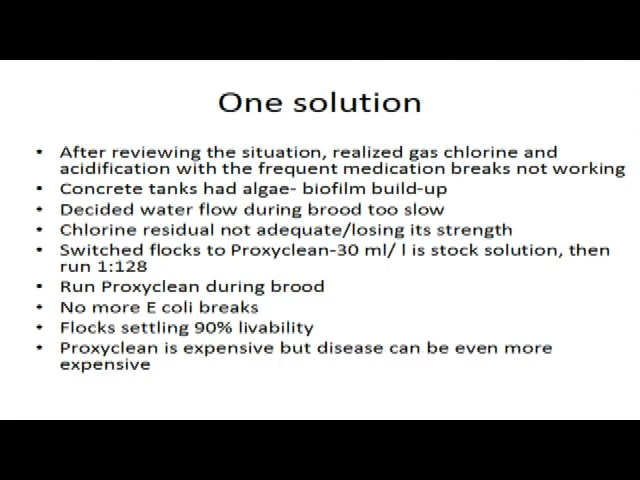 One solution
• After reviewing the situation, realized gas chlorine and
acidification with the frequent medication breaks not working
• Concrete tanks had algae- biofilm build-up
• Decided water flow during brood too slow
• Chlorine residual not adequate/losing its strength
• Switched flocks to Proxyclean-30 ml/ l is stock solution, then
run 1:128
• Run Proxyclean during brood
• No more E coli breaks
• Flocks settling 90% livability
• Proxyclean is expensive but disease can be even more
expensive